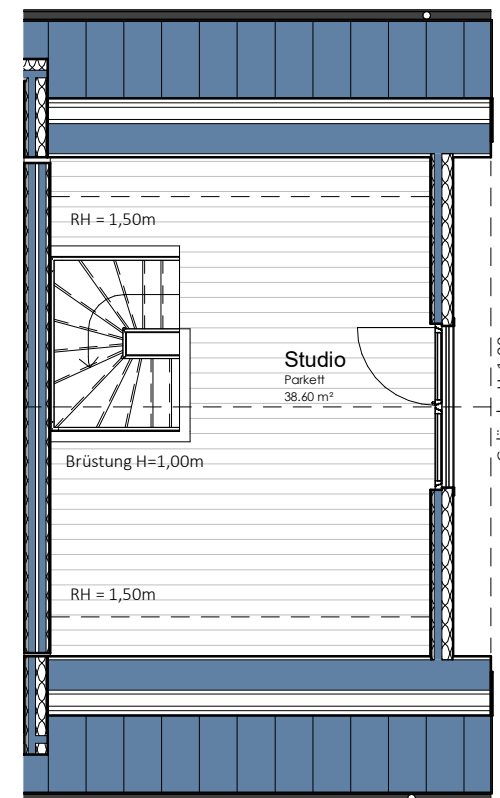 RH = 1,50m
Studio
Parkett
38.60 m²
Brüstung H=1,00m
RH = 1,50m